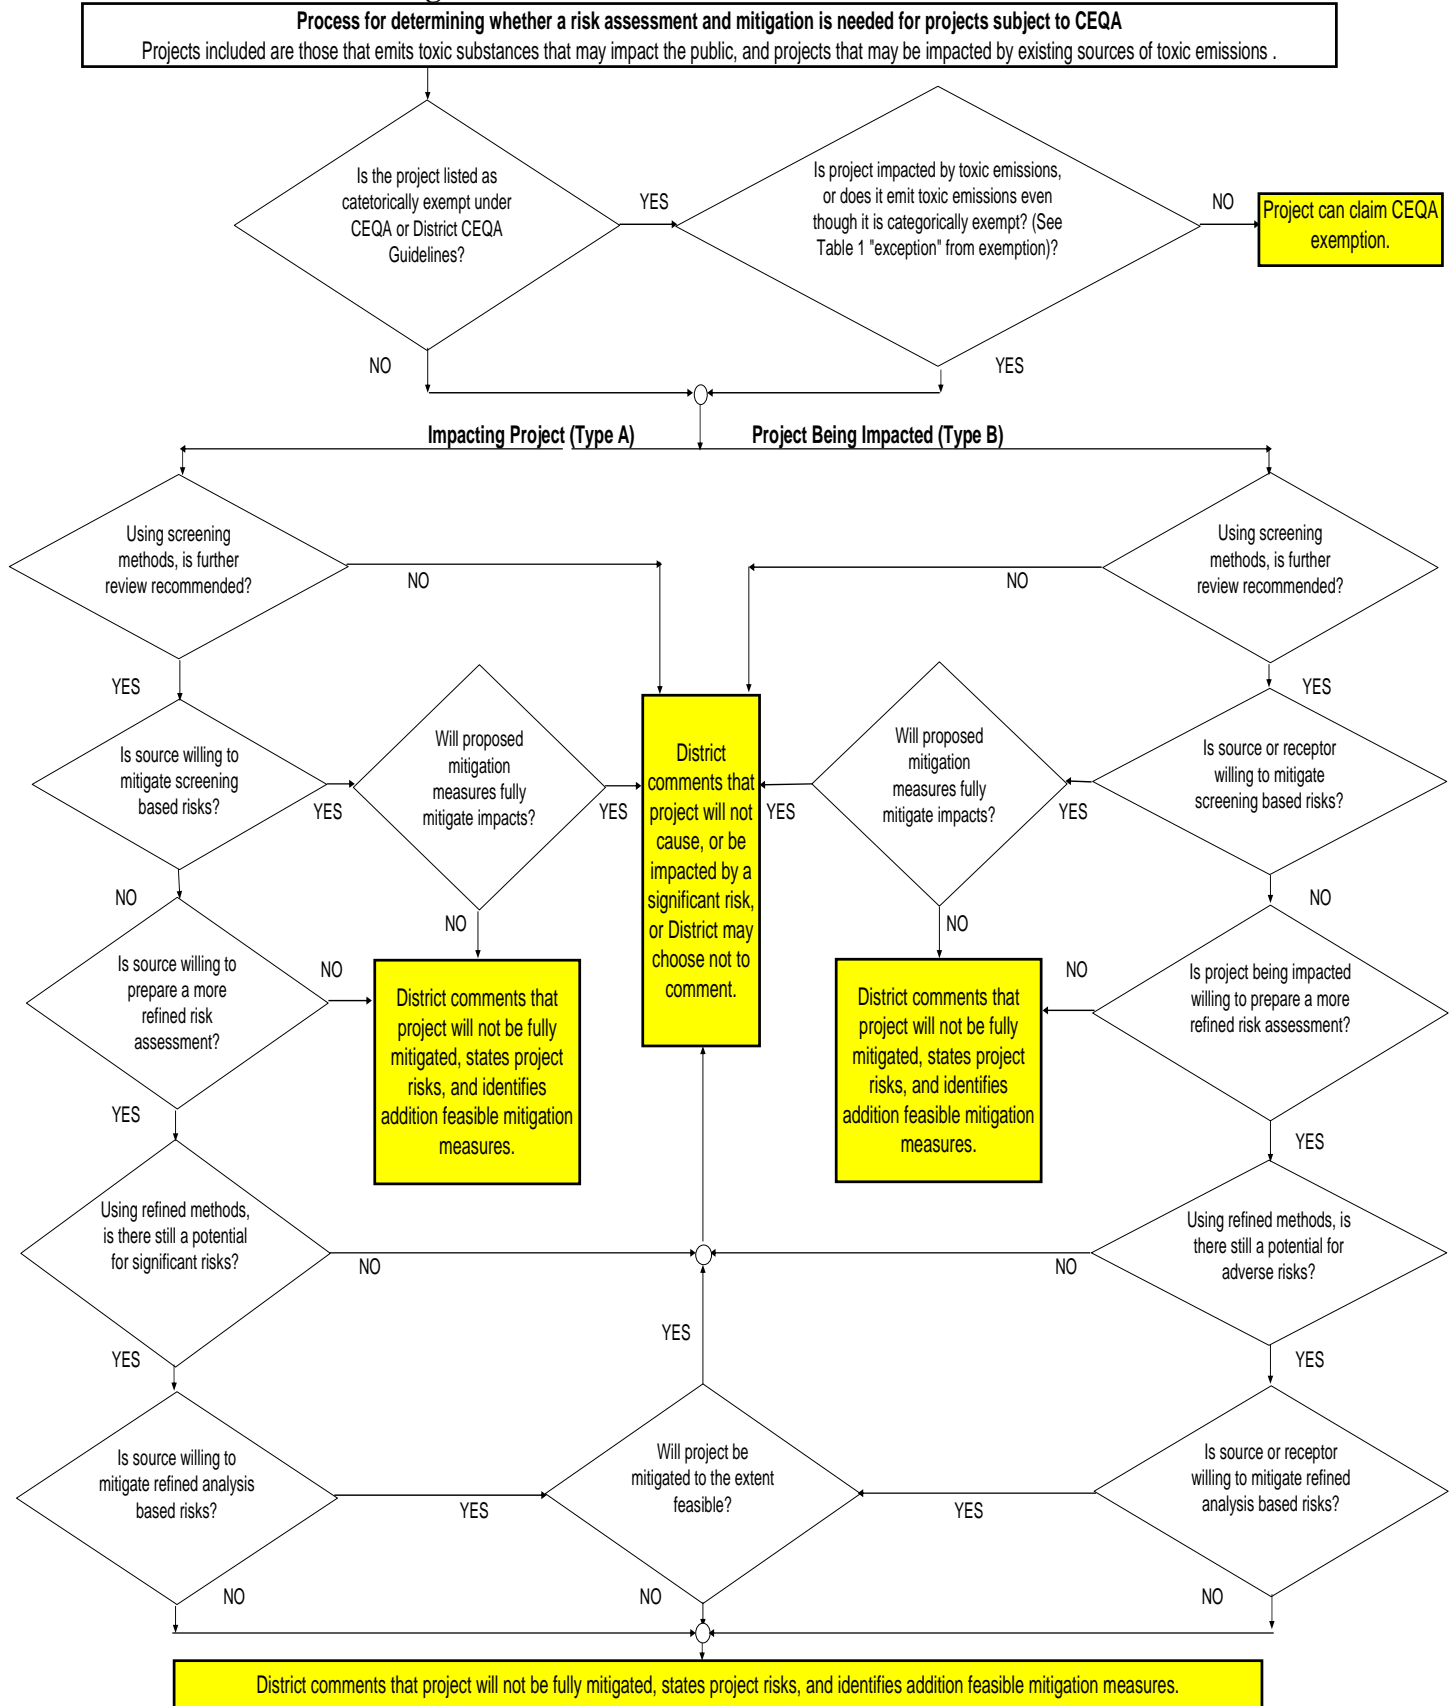 Process for determining whether a risk assessment and mitigation is needed for projects subject to CEQA
Projects included are those that emits toxic substances that may impact the public, and projects that may be impacted by existing sources of toxic emissions .
Is the project listed as
catetorically exempt under
CEQA or District CEQA
Guidelines?
YES
Is project impacted by toxic emissions,
or does it emit toxic emissions even
though it is categorically exempt? (See
Table 1 "exception" from exemption)?
NO
Project can claim CEQA
exemption.
NO
YES
Impacting Project (Type A)
Project Being Impacted (Type B)
Using screening
methods, is further
review recommended?
NO
NO
Using screening
methods, is further
review recommended?
YES
YES
Is source willing to
mitigate screening
based risks?
YES
Will proposed
mitigation
measures fully
mitigate impacts?
YES
District
comments that
project will not
cause, or be
impacted by a
significant risk,
or District may
choose not to
comment.
YES
Will proposed
mitigation
measures fully
mitigate impacts?
YES
Is source or receptor
willing to mitigate
screening based risks?
NO
NO
NO
NO
Is source willing to
prepare a more
refined risk
assessment?
NO
District comments that
project will not be fully
mitigated, states project
risks, and identifies
addition feasible mitigation
measures.
District comments that
project will not be fully
mitigated, states project
risks, and identifies
addition feasible mitigation
measures.
NO
Is project being impacted
willing to prepare a more
refined risk assessment?
YES
YES
Using refined methods,
is there still a potential
for significant risks?
NO
NO
Using refined methods, is
there still a potential for
adverse risks?
YES
YES
YES
Is source willing to
mitigate refined analysis
based risks?
YES
Will project be
mitigated to the extent
feasible?
YES
Is source or receptor
willing to mitigate refined
analysis based risks?
NO
NO
NO
District comments that project will not be fully mitigated, states project risks, and identifies addition feasible mitigation measures.